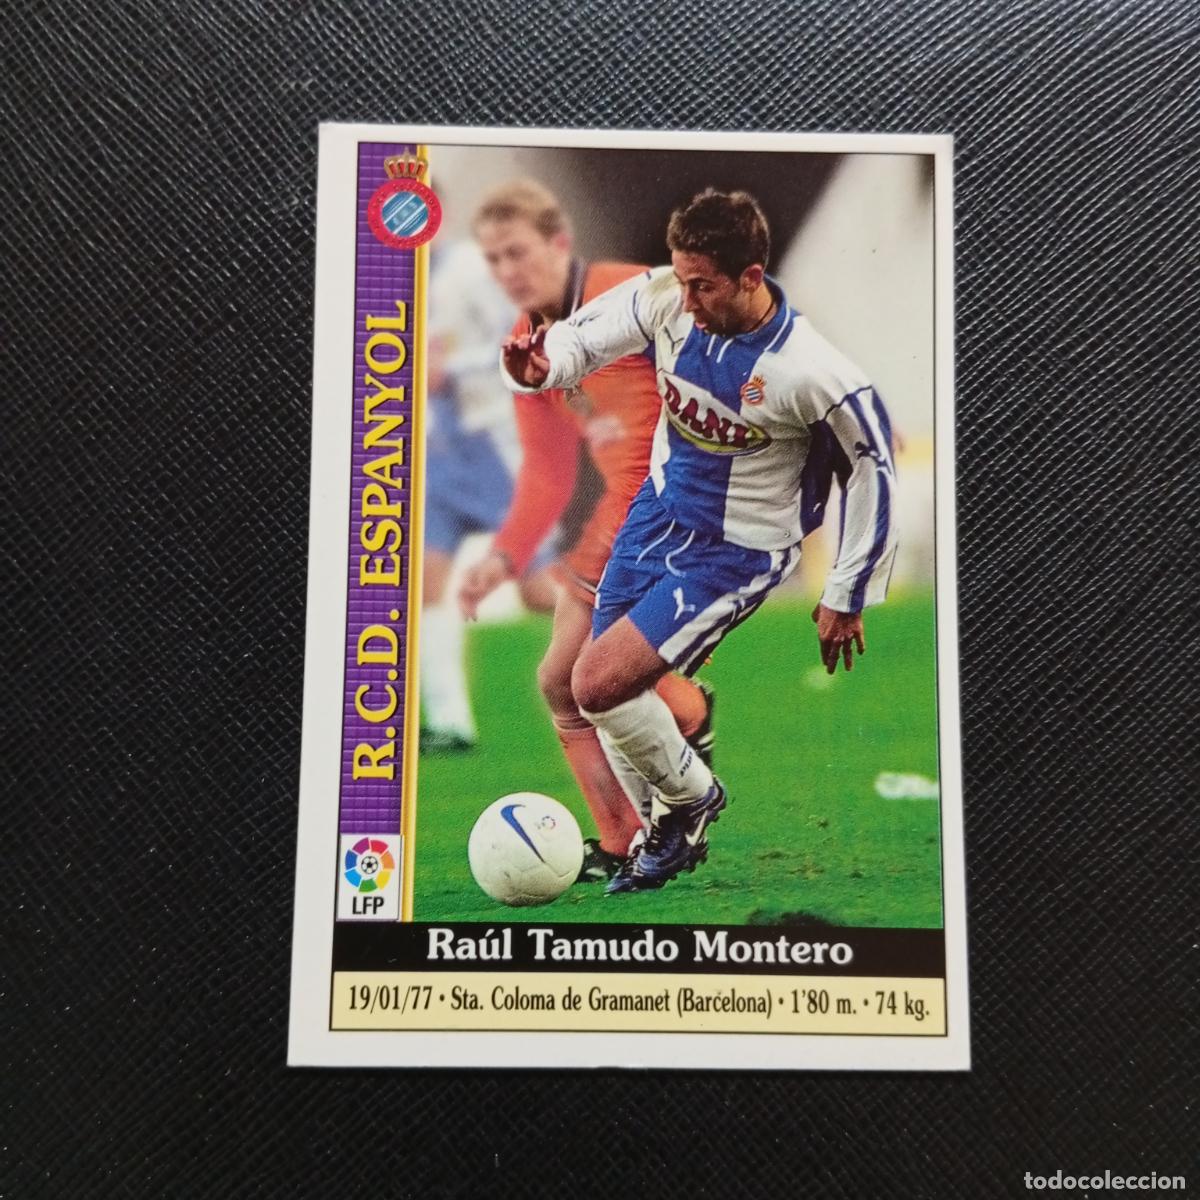 R.C.D. ESPANYOL
DANI
LFP
Raúl Tamudo Montero
19/01/77 • Sta. Coloma de Gramanet (Barcelona) • 1'80 m. • 74 kg.
todocoleccion